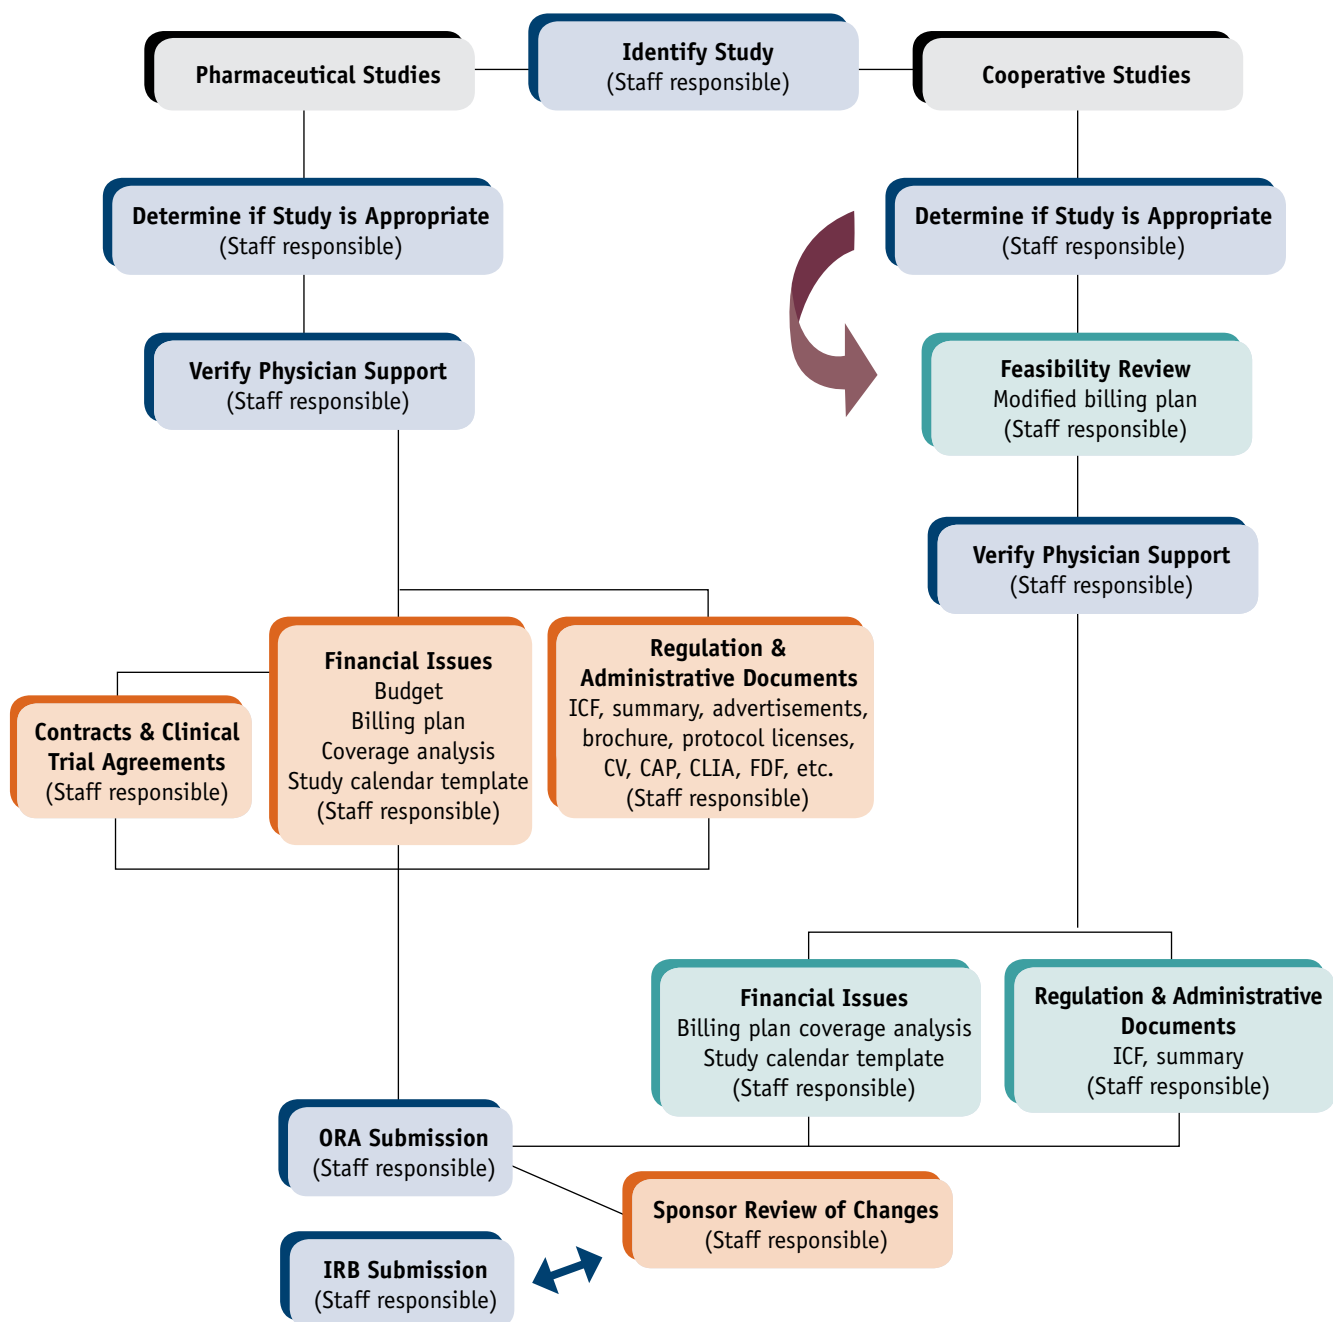 Identify Study
(Staff responsible)
Pharmaceutical Studies
Cooperative Studies
Determine if Study is Appropriate
(Staff responsible)
Determine if Study is Appropriate
(Staff responsible)
Verify Physician Support
(Staff responsible)
Feasibility Review
Modified billing plan
(Staff responsible)
Verify Physician Support
(Staff responsible)
Contracts & Clinical
Trial Agreements
(Staff responsible)
Financial Issues
Budget
Billing plan
Coverage analysis
Study calendar template
(Staff responsible)
Regulation &
Administrative Documents
ICF, summary, advertisements,
brochure, protocol licenses,
CV, CAP, CLIA, FDF, etc.
(Staff responsible)
Financial Issues
Billing plan coverage analysis
Study calendar template
(Staff responsible)
Regulation & Administrative
Documents
ICF, summary
(Staff responsible)
ORA Submission
(Staff responsible)
Sponsor Review of Changes
(Staff responsible)
IRB Submission
(Staff responsible)